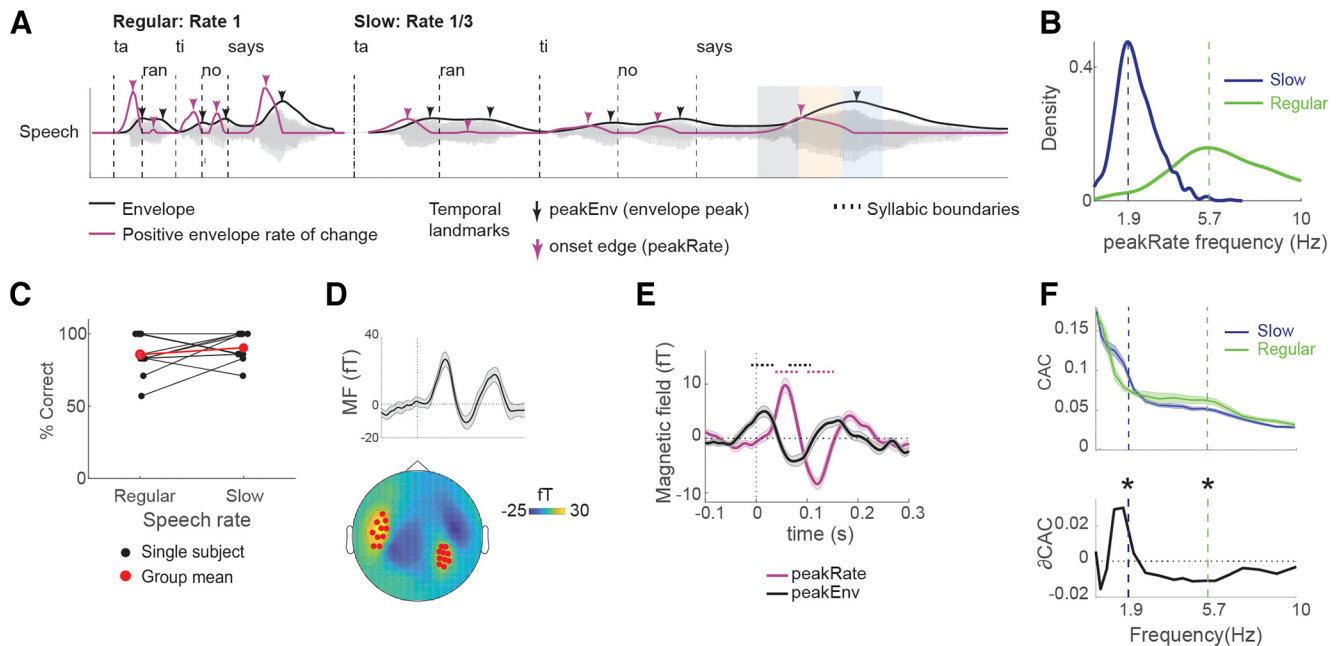 A
Regular: Rate 1
Slow: Rate 1/3
ta
ti
says
ta
ti
says
ran
no
ran
no
Speech
Envelope
Positive envelope rate of change
Temporal
landmarks
peakEnv (envelope peak)
onset edge (peakRate)
Syllabic boundaries
B
Density
0.4
0
Slow
Regular
1.9
5.7
10
peakRate frequency (Hz)
C
% Correct
100
50
0
Regular
Slow
Speech rate
Single subject
Group mean
D
MF (fT)
40
0
-20
fT
-25
30
E
Magnetic field (fT)
10
0
-10
-0.1
0
0.1
0.2
0.3
time (s)
peakRate
peakEnv
F
CAC
0.15
0.1
0.05
0
Slow
Regular
*
*
∂CAC
0.02
0
-0.02
1.9
5.7
10
Frequency(Hz)